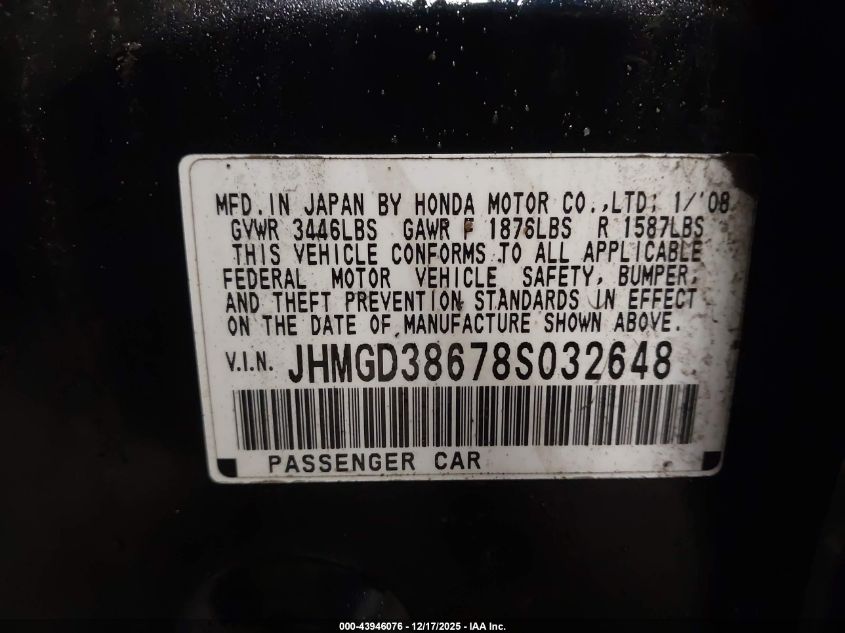 MFD. IN JAPAN BY HONDA MOTOR CO., LTD; 1/'08
GVWR 3446LBS GAWR F 1876LBS R 1587LBS
THIS VEHICLE CONFORMS TO ALL APPLICABLE
FEDERAL MOTOR VEHICLE SAFETY, BUMPER,
AND THEFT PREVENTION STANDARDS IN EFFECT
ON THE DATE OF MANUFACTURE SHOWN ABOVE.
V.I.N. JHMGD38678S032648
PASSENGER CAR
000-43946076 — 12/17/2025 — IAA Inc.